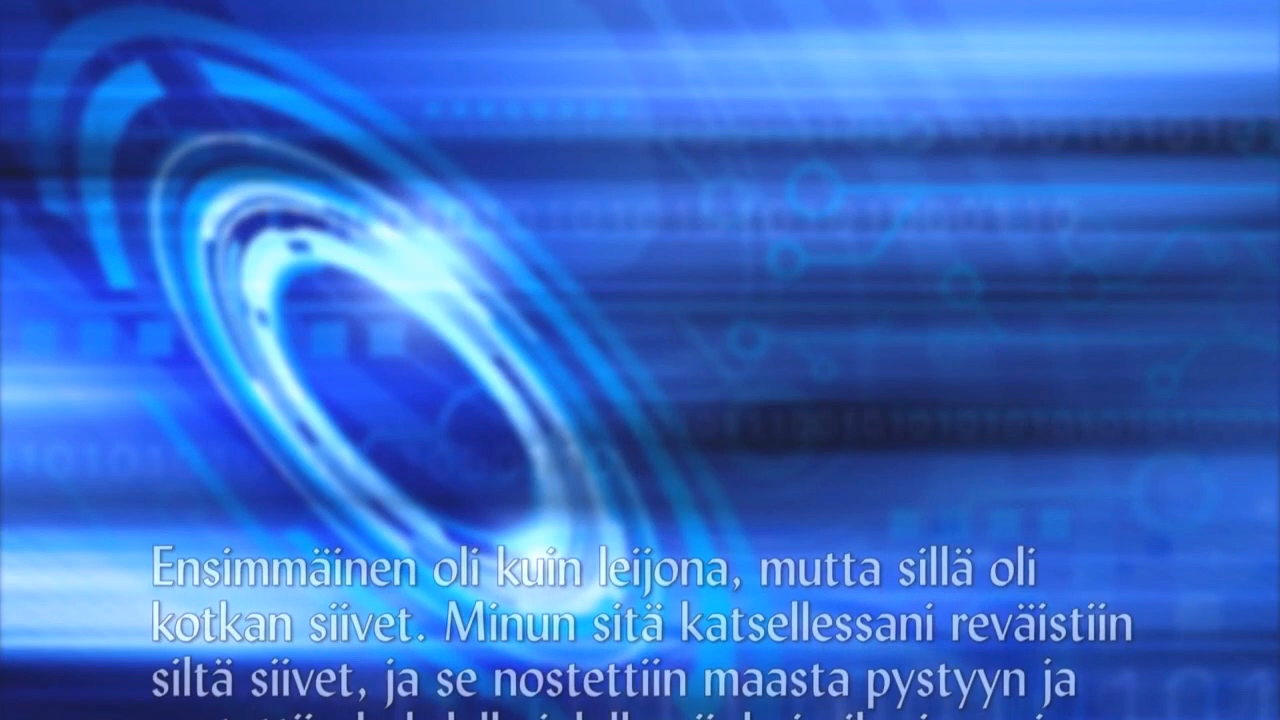 Ensimmäinen oli kuin leijona, mutta sillä oli
kotkan siivet. Minun sitä katsellessani reväistiin
siltä siivet, ja se nostettiin maasta pystyyn ja